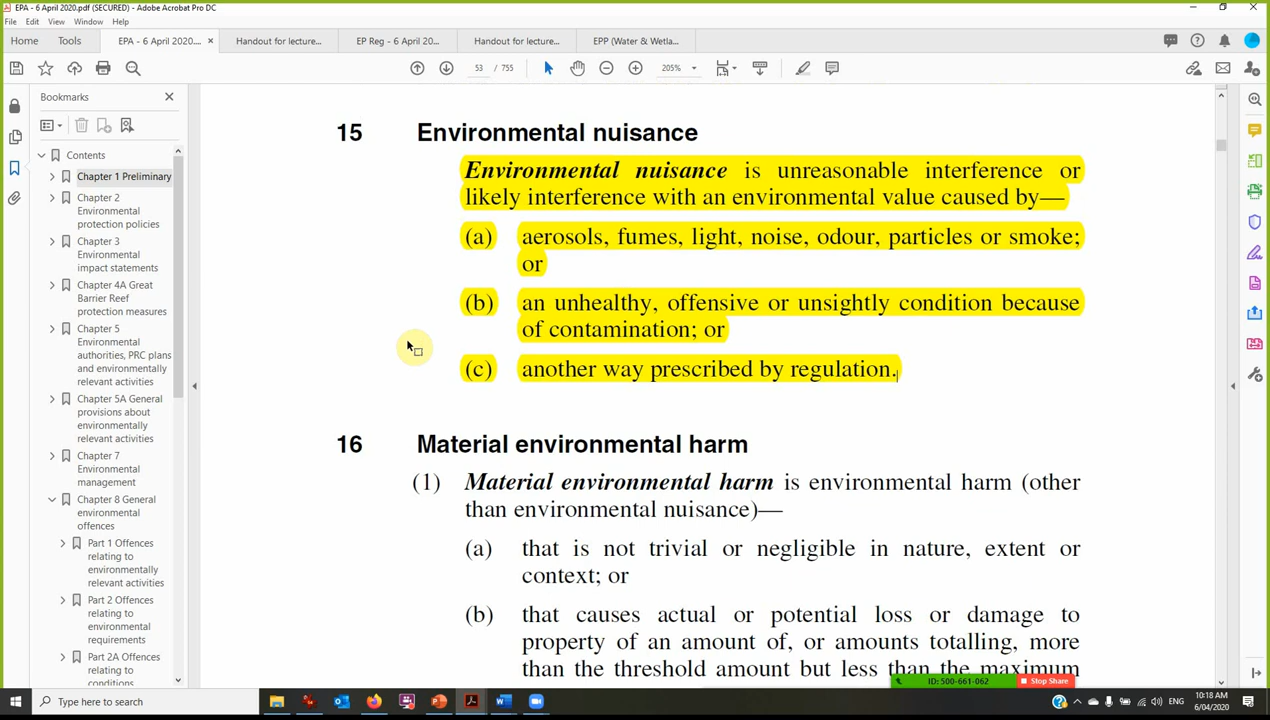 EPA - 6 April 2020.pdf (SECURED) - Adobe Acrobat Pro DC
File Edit View Window Help
Home Tools EPA - 6 April 2020.... × Handout for lecture... EP Reg - 6 April 20... Handout for lecture... EPP (Water & Wetla...
53 / 755 205%
Bookmarks
Contents
Chapter 1 Preliminary
Chapter 2
Environmental
protection policies
Chapter 3
Environmental
impact statements
Chapter 4A Great
Barrier Reef
protection measures
Chapter 5
Environmental
authorities, PRC plans
and environmentally
relevant activities
Chapter 5A General
provisions about
environmentally
relevant activities
Chapter 7
Environmental
management
Chapter 8 General
environmental
offences
Part 1 Offences
relating to
environmentally
relevant activities
Part 2 Offences
relating to
environmental
requirements
Part 2A Offences
relating to
conditions
15 Environmental nuisance
Environmental nuisance is unreasonable interference or
likely interference with an environmental value caused by—
(a) aerosols, fumes, light, noise, odour, particles or smoke;
or
(b) an unhealthy, offensive or unsightly condition because
of contamination; or
(c) another way prescribed by regulation.
16 Material environmental harm
(1) Material environmental harm is environmental harm (other
than environmental nuisance)—
(a) that is not trivial or negligible in nature, extent or
context; or
(b) that causes actual or potential loss or damage to
property of an amount of, or amounts totalling, more
than the threshold amount but less than the maximum
ID: 500-661-062 Stop Share
Type here to search
ENG
10:18 AM
6/04/2020